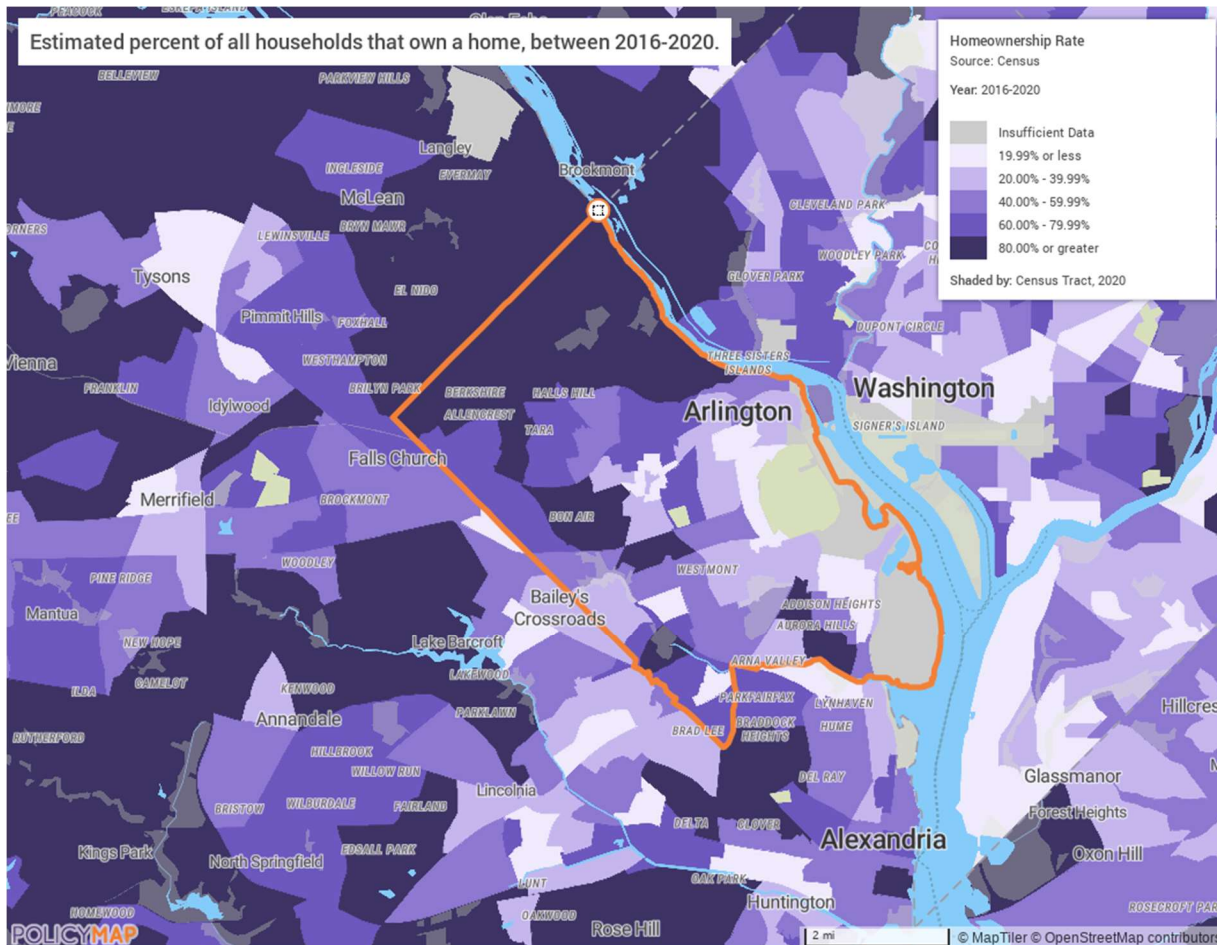 PEACOCK
Estimated percent of all households that own a home, between 2016-2020.
Homeownership Rate
Source: Census
Year: 2016-2020
Insufficient Data
19.99% or less
20.00% - 39.99%
40.00% - 59.99%
60.00% - 79.99%
80.00% or greater
Shaded by: Census Tract, 2020
BELLEVIEW
PARKVIEW HILLS
Langley
EVERMAY
Brookmont
INGLESIDE
McLean
BRYN MAWR
LEWINSVILLE
CLEVELAND PARK
WOODLEY PARK
GLOVER PARK
Tysons
EL NIDO
Pimmit Hills
FOXHALL
DUPONT CIRCLE
WESTHAMPTON
THREE SISTERS
ISLANDS
Vienna
FRANKLIN
BRILYN PARK
BERKSHIRE
HALLS HILL
Washington
Idylwood
ALLENCREST
Arlington
TARA
SIGNER'S ISLAND
Falls Church
Merrifield
BROCKMONT
BON AIR
WOODLEY
WESTMONT
PINE RIDGE
Bailey's
Crossroads
ADDISON HEIGHTS
AURORA HILLS
Mantua
NEW HOPE
Lake Barcroft
ARNA VALLEY
CAMELOT
LAKEWOOD
ILDA
KENWOOD
PARKFAIRFAX
LYNHAVEN
Annandale
PARKLAWN
BRAD LEE
BRADDOCK
HEIGHTS
HUME
Hillcres
RUTHERFORD
HILLBROOK
WILLOW RUN
DEL RAY
Glassmanor
BRISTOW
WILBURDALE
FAIRLAND
Lincolnia
Forest Heights
DELTA
CLOVER
Alexandria
Kings Park
North Springfield
EDSALL PARK
Oxon Hill
LUNT
OAK PARK
Huntington
HOMEWOOD
OAKWOOD
Rose Hill
ROSECROFT PAR
POLICYMAP
2 mi
© MapTiler © OpenStreetMap contributors